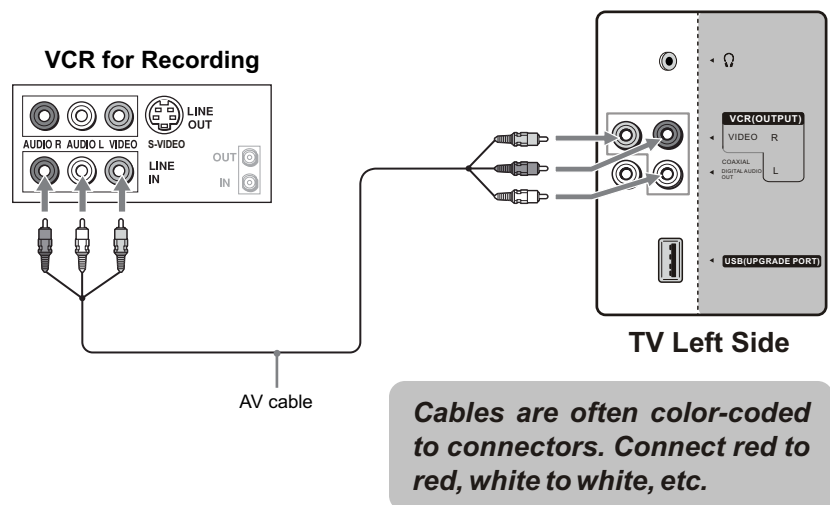 VCR for Recording
LINE
OUT
AUDIO R AUDIO L VIDEO S-VIDEO
LINE
IN
OUT
IN
AV cable
VCR(OUTPUT)
VIDEO R
COAXIAL
DIGITAL AUDIO
OUT
L
USB(UPGRADE PORT)
TV Left Side
Cables are often color-coded
to connectors. Connect red to
red, white to white, etc.